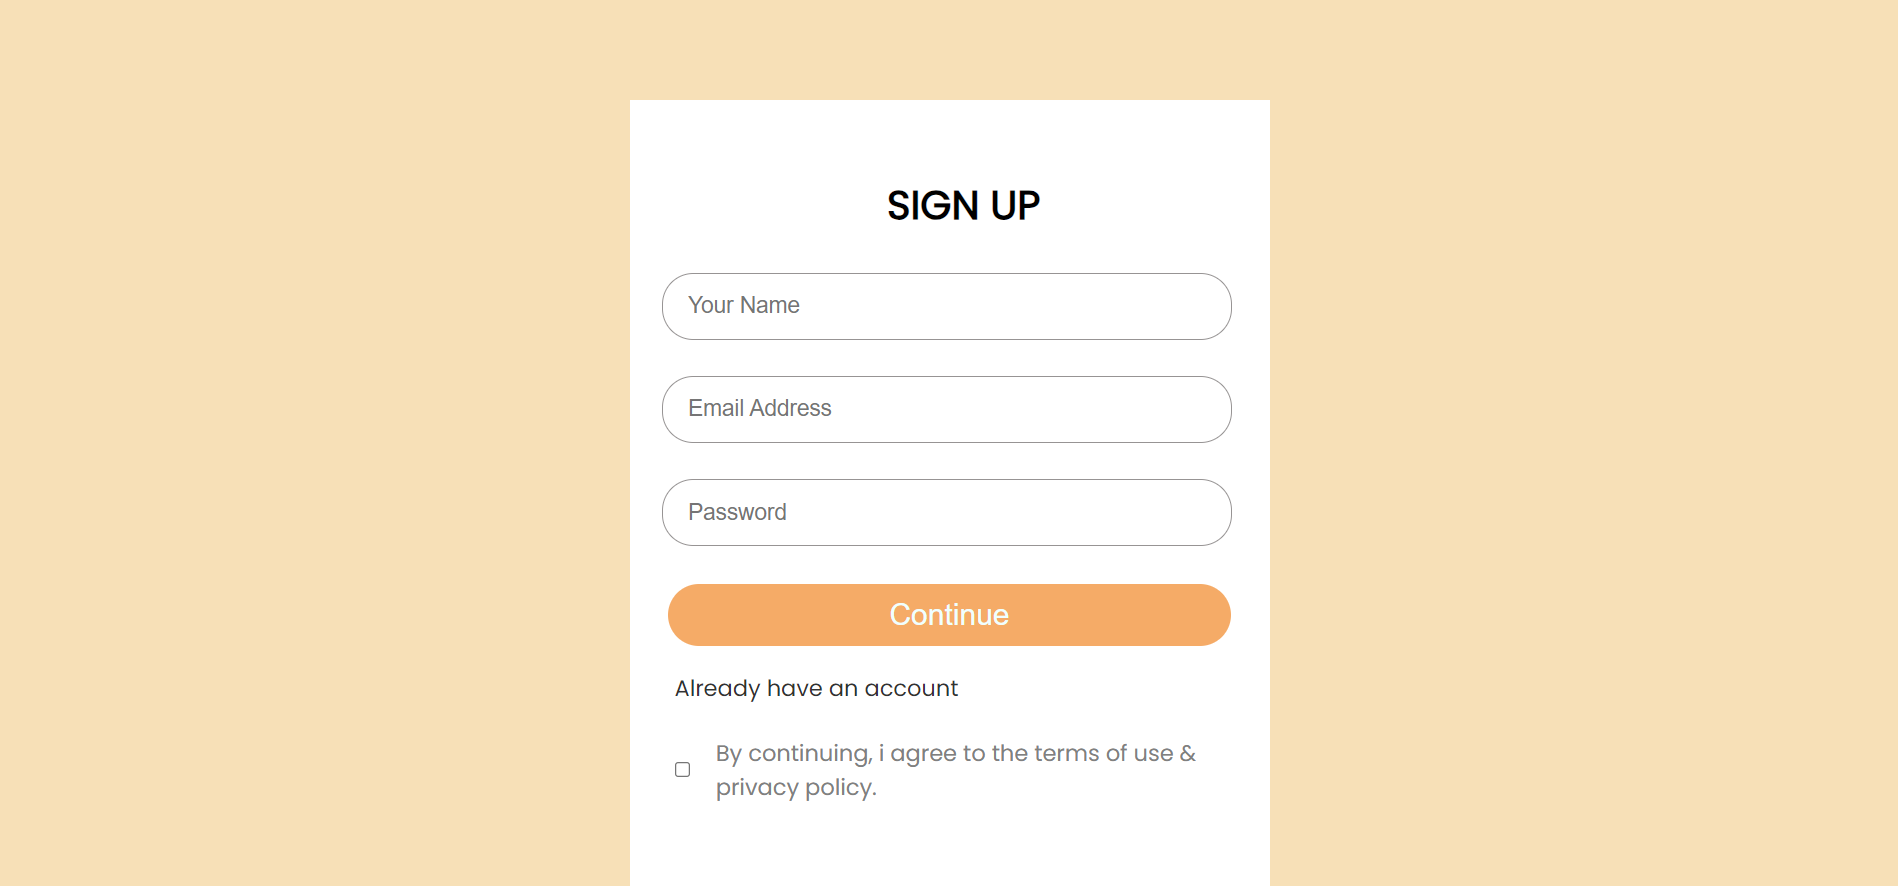 SIGN UP
Your Name
Email Address
Password
Continue
Already have an account
By continuing, i agree to the terms of use &
privacy policy.